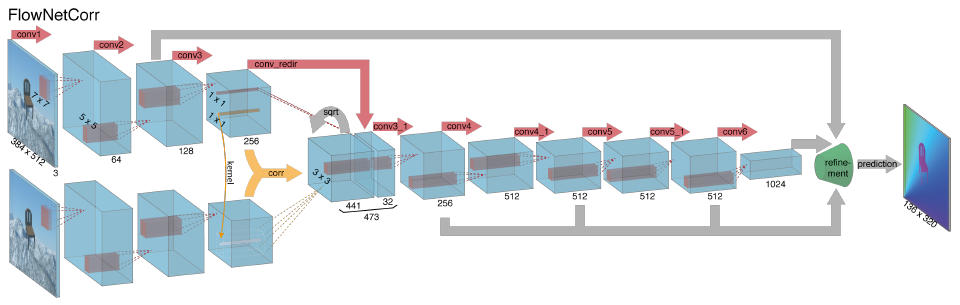 FlowNetCorr
conv1
conv2
conv3
conv_redir
7 x 7
5 x 5
1 x 1
1 x 1
384 x 512
3
64
128
256
kernel
corr
sqrt
3 x 3
441
32
473
conv3_1
conv4
conv4_1
conv5
conv5_1
conv6
256
512
512
512
512
1024
refine-
ment
prediction
136 x 320